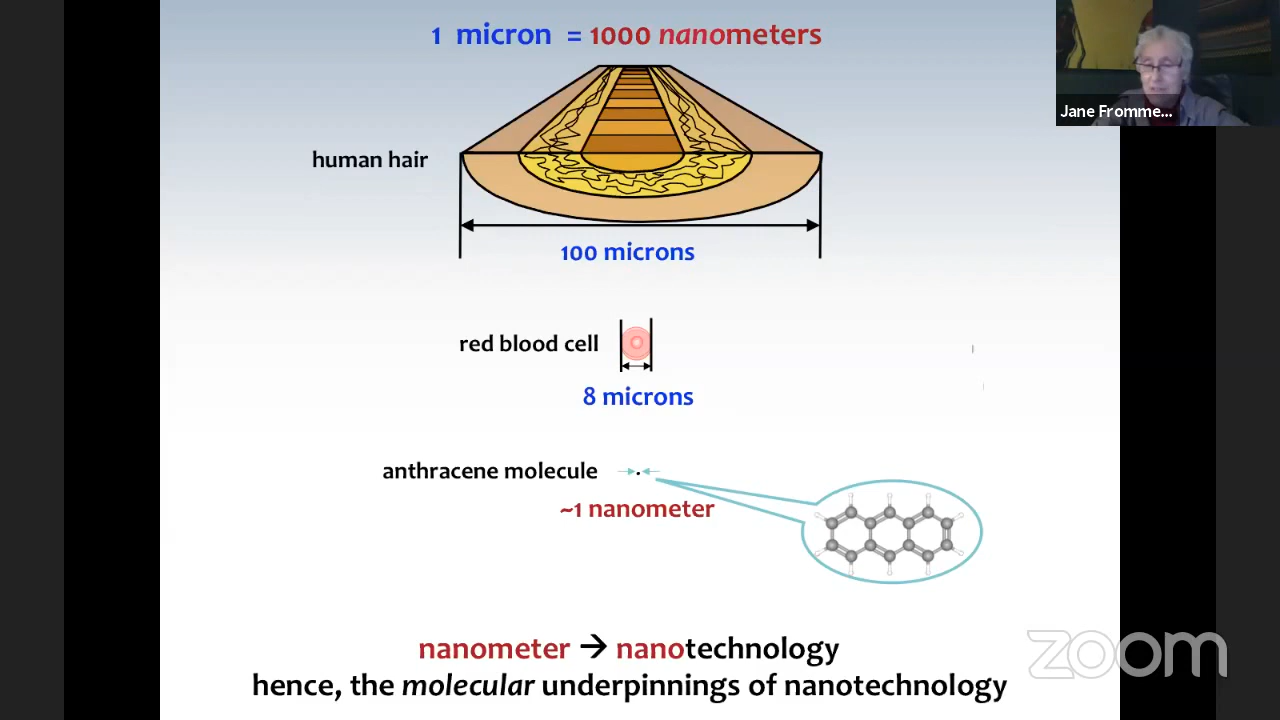 1 micron = 1000 nanometers
Jane Fromme...
human hair
100 microns
red blood cell
8 microns
anthracene molecule
~1 nanometer
nanometer → nanotechnology
hence, the molecular underpinnings of nanotechnology
zoom